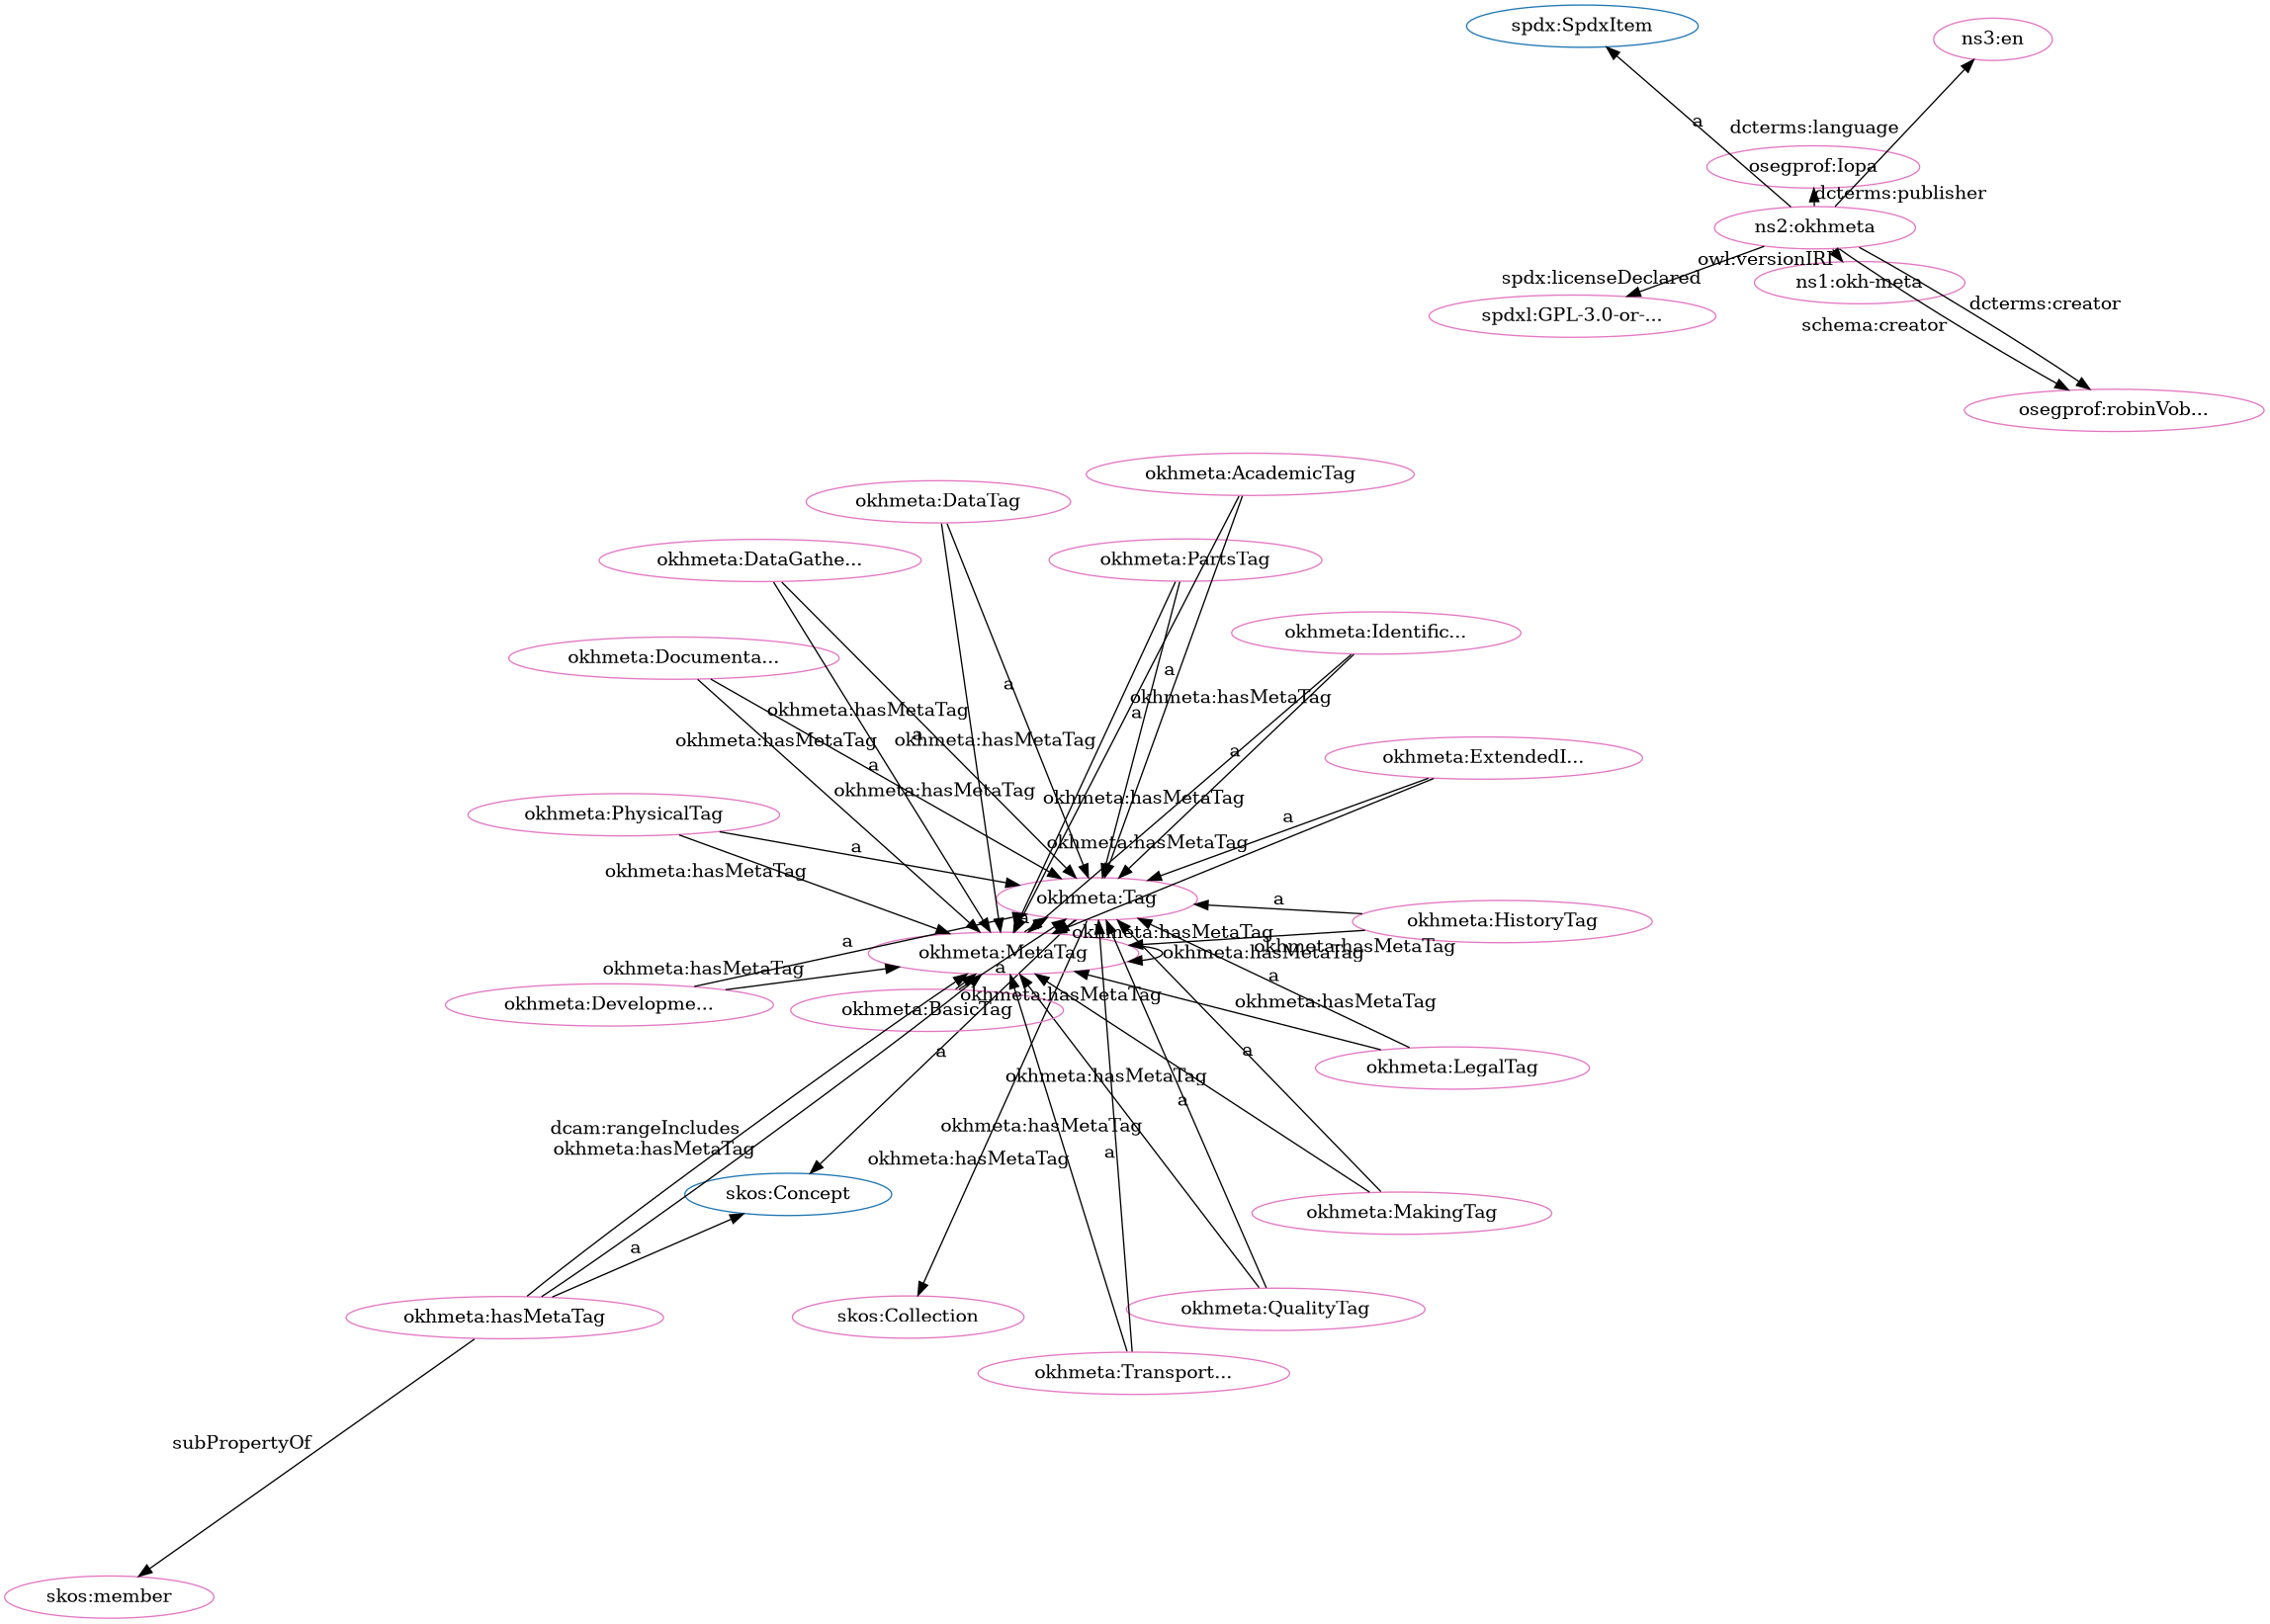 spdx:SpdxItem
ns3:en
a
dcterms:language
osegprof:Iopa
dcterms:publisher
ns2:okhmeta
owl:versionIRI
spdx:licenseDeclared
ns1:okh-meta
dcterms:creator
spdxl:GPL-3.0-or-...
schema:creator
osegprof:robinVob...
okhmeta:AcademicTag
okhmeta:DataTag
okhmeta:DataGathe...
okhmeta:PartsTag
okhmeta:Identific...
okhmeta:Documenta...
a
a
okhmeta:hasMetaTag
okhmeta:hasMetaTag
a
a
okhmeta:hasMetaTag
okhmeta:hasMetaTag
a
okhmeta:ExtendedI...
a
okhmeta:hasMetaTag
okhmeta:hasMetaTag
okhmeta:PhysicalTag
a
okhmeta:hasMetaTag
a
okhmeta:hasMetaTag
okhmeta:Tag
a
okhmeta:HistoryTag
a
okhmeta:hasMetaTag
a
okhmeta:hasMetaTag
okhmeta:MetaTag
okhmeta:hasMetaTag
okhmeta:hasMetaTag
a
a
okhmeta:Developme...
okhmeta:hasMetaTag
okhmeta:hasMetaTag
okhmeta:BasicTag
a
a
okhmeta:LegalTag
okhmeta:hasMetaTag
a
dcam:rangeIncludes
okhmeta:hasMetaTag
okhmeta:hasMetaTag
a
okhmeta:hasMetaTag
skos:Concept
okhmeta:MakingTag
a
okhmeta:hasMetaTag
skos:Collection
okhmeta:QualityTag
okhmeta:Transport...
subPropertyOf
skos:member